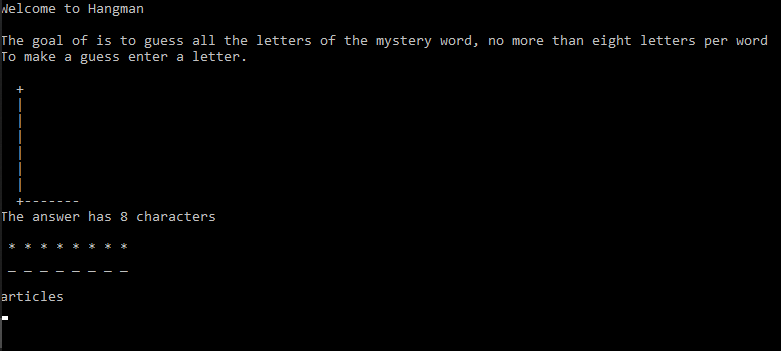 Welcome to Hangman
The goal of is to guess all the letters of the mystery word, no more than eight letters per word
To make a guess enter a letter.
+
|
|
|
|
|
|
+-------
The answer has 8 characters
* * * * * * * *
_ _ _ _ _ _ _ _
articles